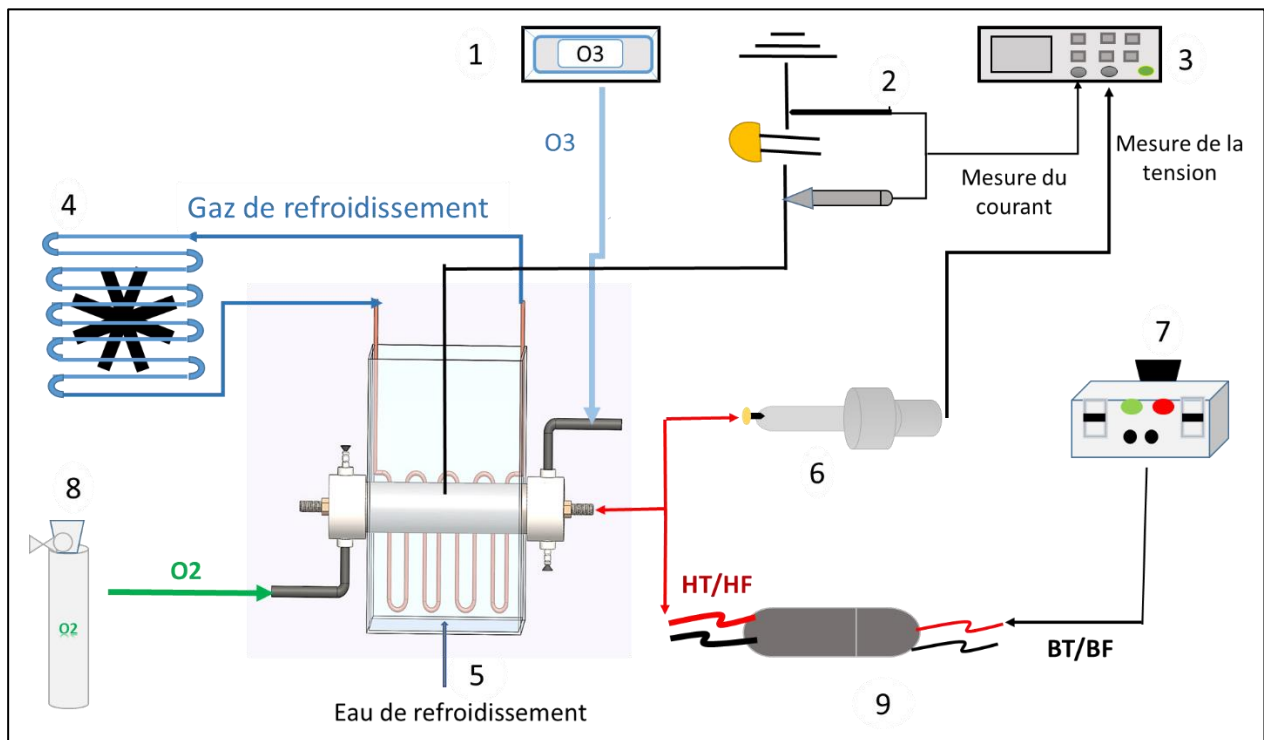 1
O3
O3
2
3
Mesure de la
tension
Mesure du
courant
4
Gaz de refroidissement
7
6
8
O2
O2
HT/HF
BT/BF
5
Eau de refroidissement
9